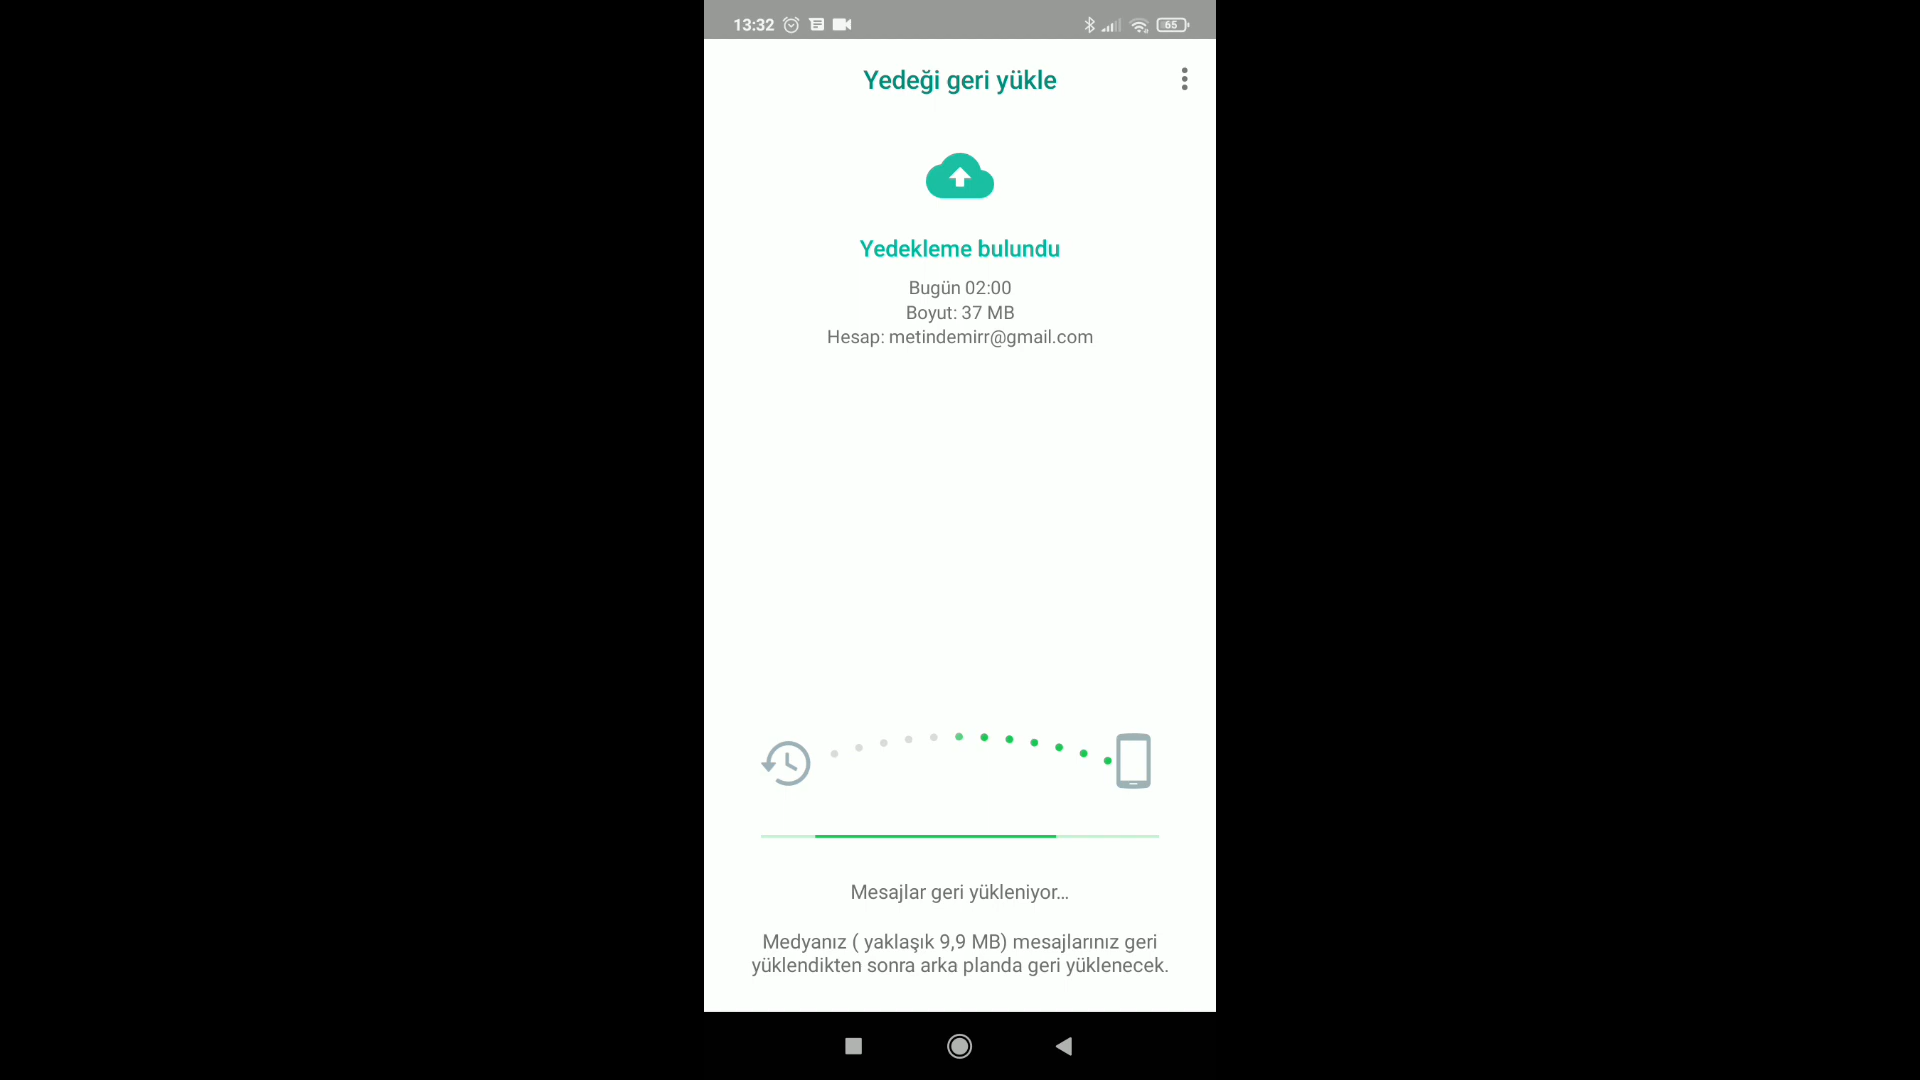 13:32
65
Yedeği geri yükle
Yedekleme bulundu
Bugün 02:00
Boyut: 37 MB
Hesap: metindemirr@gmail.com
Mesajlar geri yükleniyor...
Medyanız ( yaklaşık 9,9 MB) mesajlarınız geri
yüklendikten sonra arka planda geri yüklenecek.